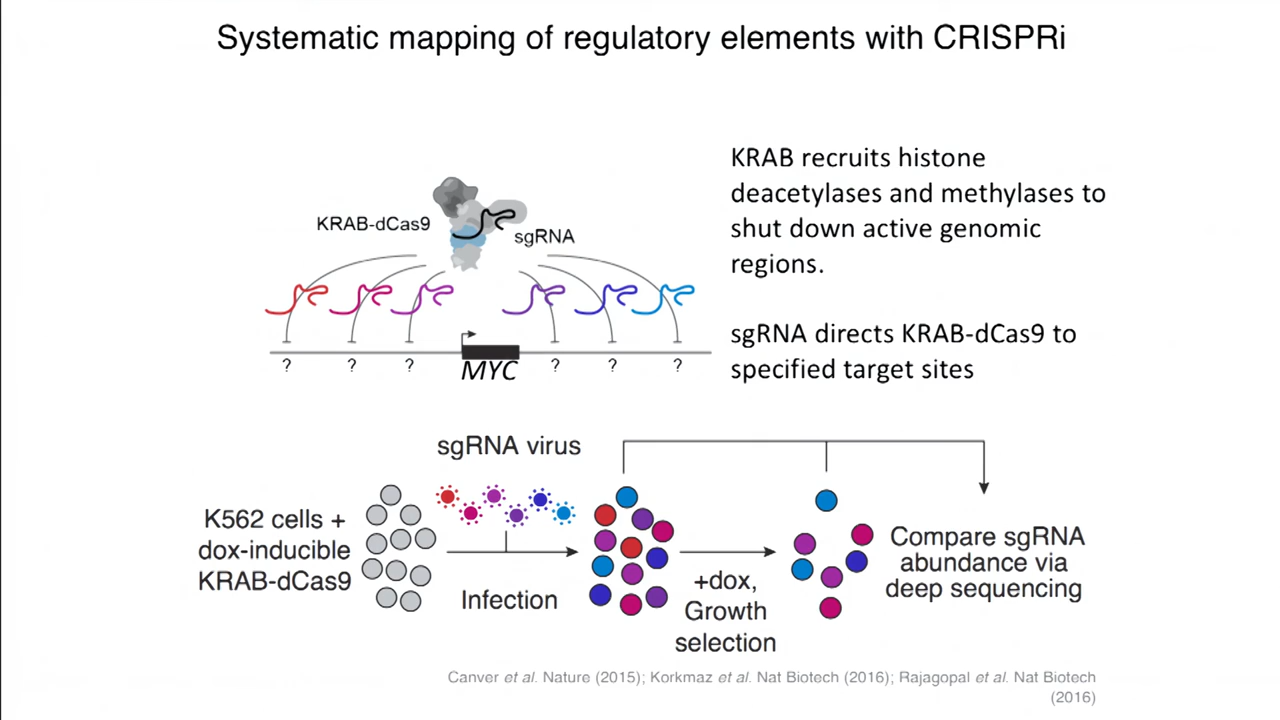 Systematic mapping of regulatory elements with CRISPRi
KRAB recruits histone
deacetylases and methylases to
shut down active genomic
regions.
sgRNA directs KRAB-dCas9 to
specified target sites
KRAB-dCas9
sgRNA
? ? ? ? ? ?
MYC
sgRNA virus
K562 cells +
dox-inducible
KRAB-dCas9
Infection
+dox,
Growth
selection
Compare sgRNA
abundance via
deep sequencing
Canver et al. Nature (2015); Korkmaz et al. Nat Biotech (2016); Rajagopal et al. Nat Biotech
(2016)